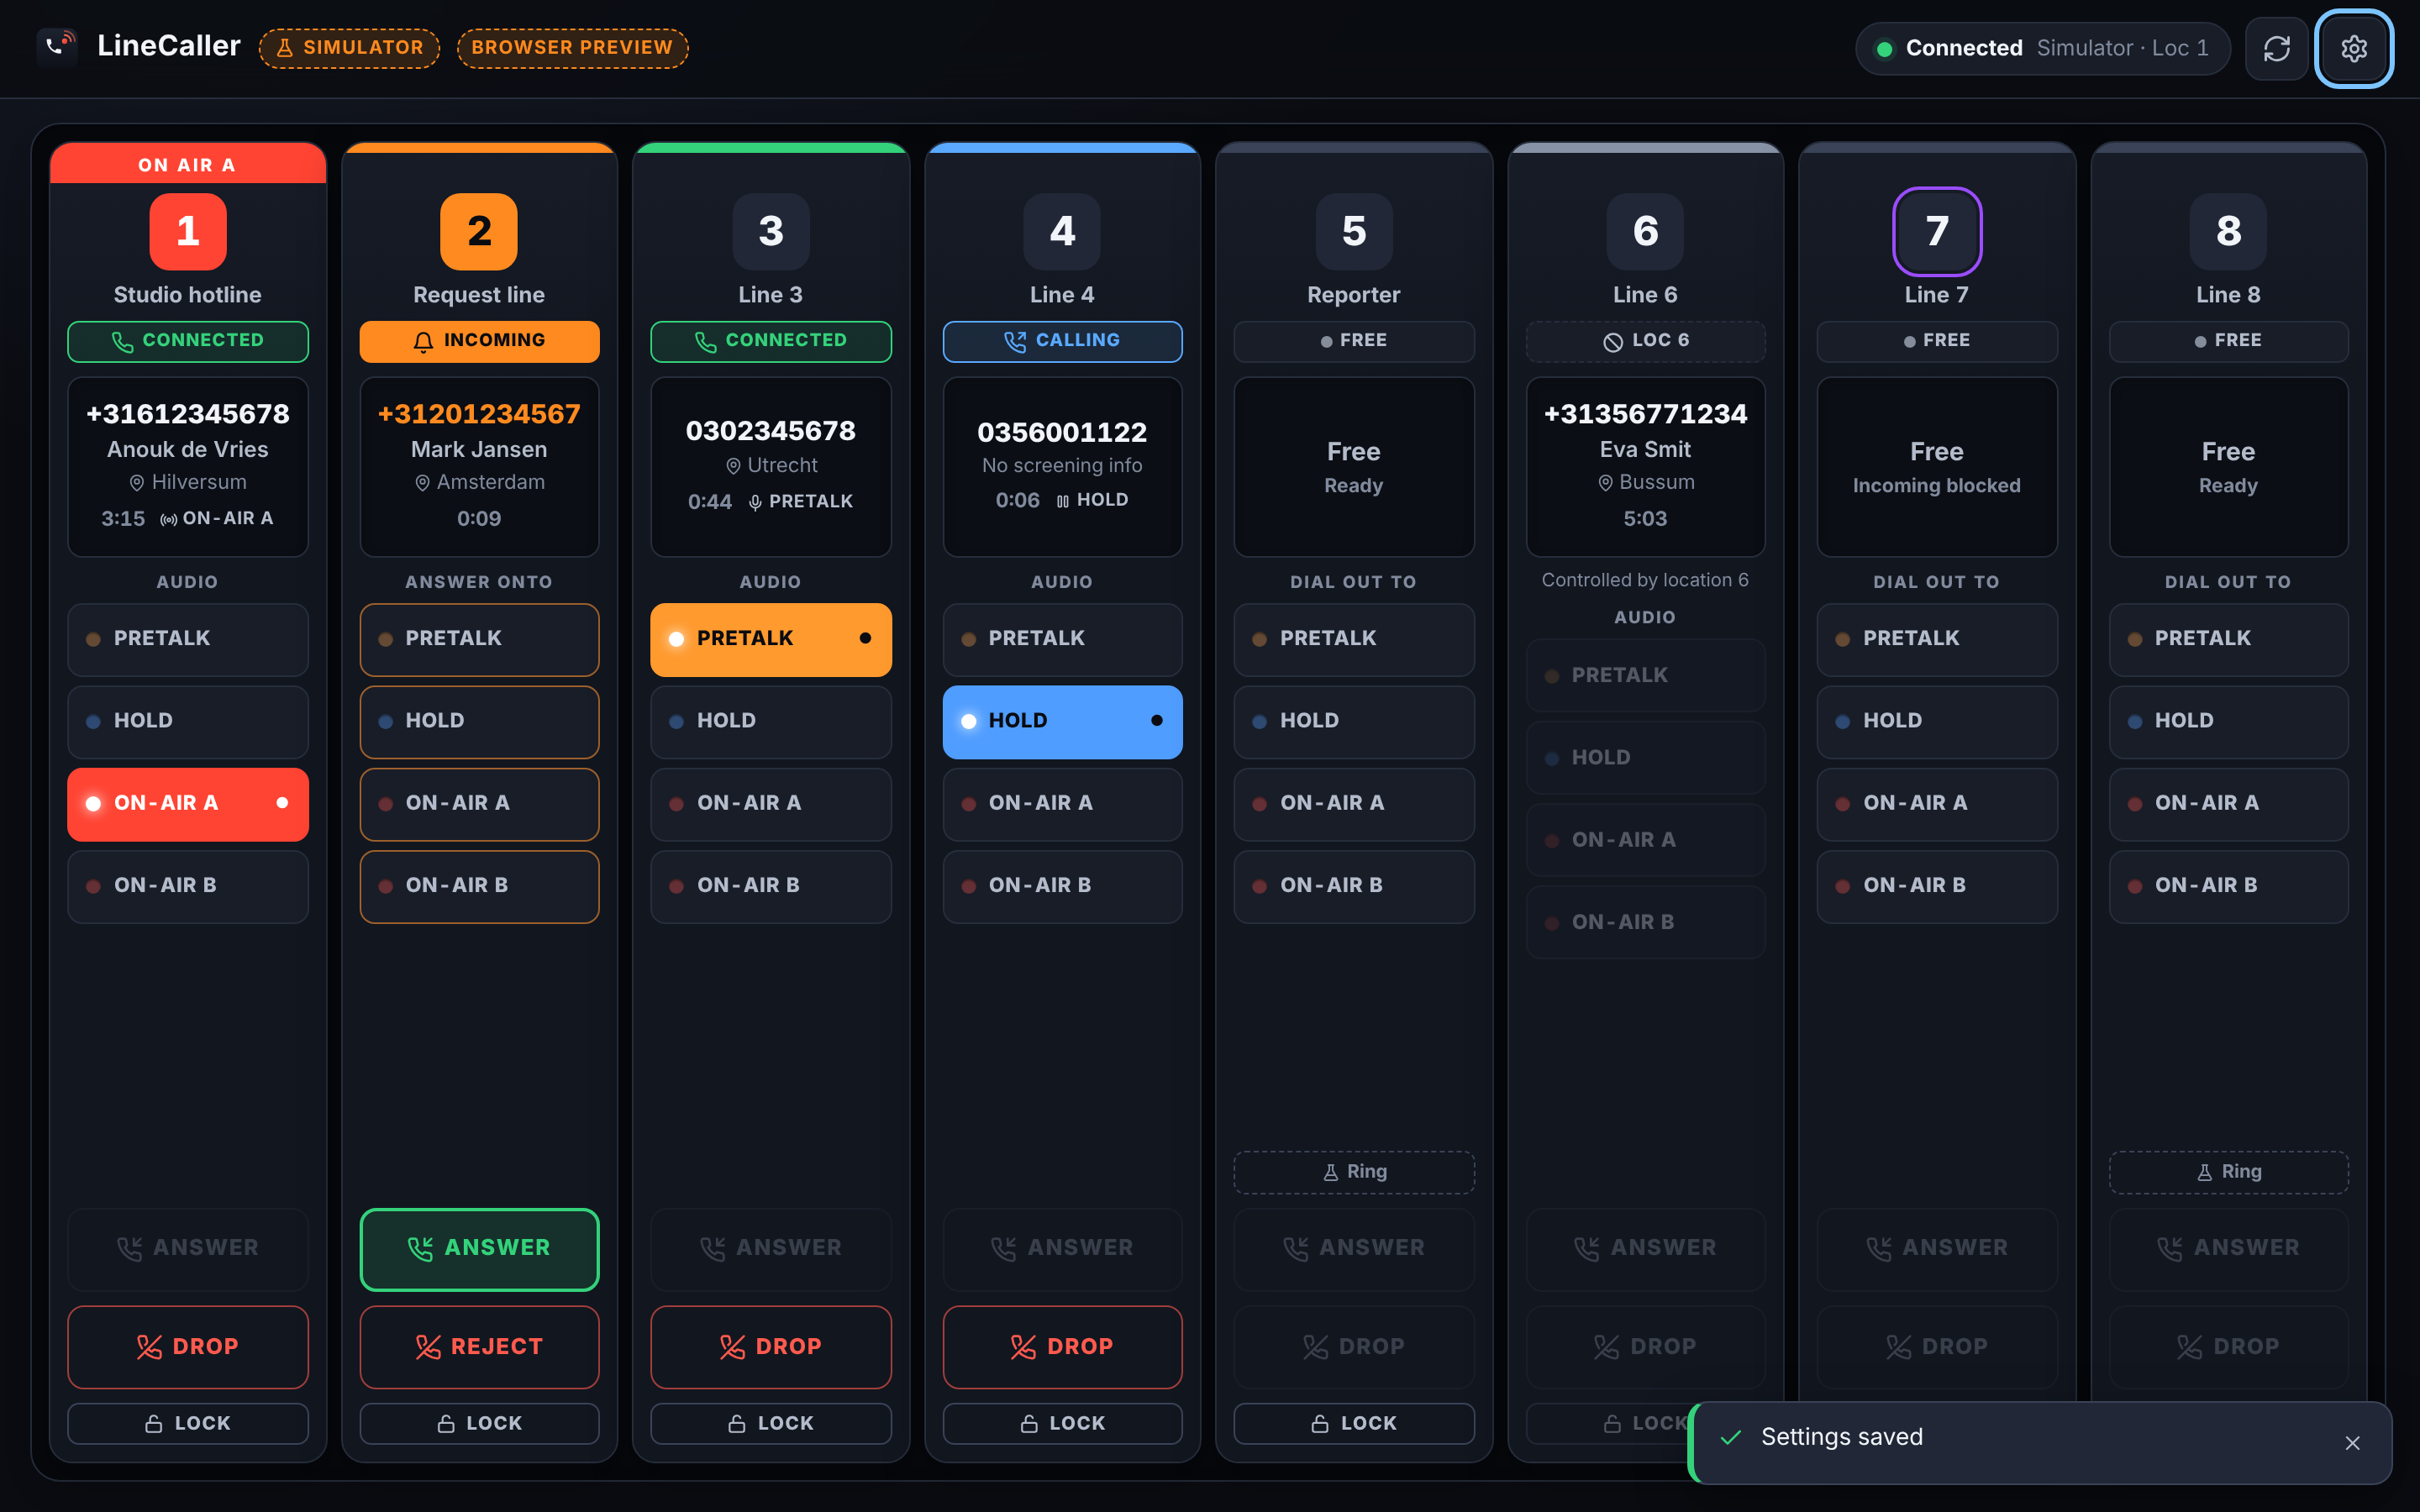 LineCaller SIMULATOR BROWSER PREVIEW Connected Simulator · Loc 1
ON AIR A
1
Studio hotline
CONNECTED
+31612345678
Anouk de Vries
Hilversum
3:15 ON-AIR A
AUDIO
PRETALK
HOLD
ON-AIR A
ON-AIR B
ANSWER
DROP
LOCK
2
Request line
INCOMING
+31201234567
Mark Jansen
Amsterdam
0:09
ANSWER ONTO
PRETALK
HOLD
ON-AIR A
ON-AIR B
ANSWER
REJECT
LOCK
3
Line 3
CONNECTED
0302345678
Utrecht
0:44 PRETALK
AUDIO
PRETALK
HOLD
ON-AIR A
ON-AIR B
ANSWER
DROP
LOCK
4
Line 4
CALLING
0356001122
No screening info
0:06 HOLD
AUDIO
PRETALK
HOLD
ON-AIR A
ON-AIR B
ANSWER
DROP
LOCK
5
Reporter
FREE
Free
Ready
DIAL OUT TO
PRETALK
HOLD
ON-AIR A
ON-AIR B
Ring
ANSWER
DROP
LOCK
6
Line 6
LOC 6
+31356771234
Eva Smit
Bussum
5:03
Controlled by location 6
AUDIO
PRETALK
HOLD
ON-AIR A
ON-AIR B
ANSWER
DROP
LOCK
7
Line 7
FREE
Free
Incoming blocked
DIAL OUT TO
PRETALK
HOLD
ON-AIR A
ON-AIR B
ANSWER
DROP
8
Line 8
FREE
Free
Ready
DIAL OUT TO
PRETALK
HOLD
ON-AIR A
ON-AIR B
Ring
ANSWER
DROP
Settings saved